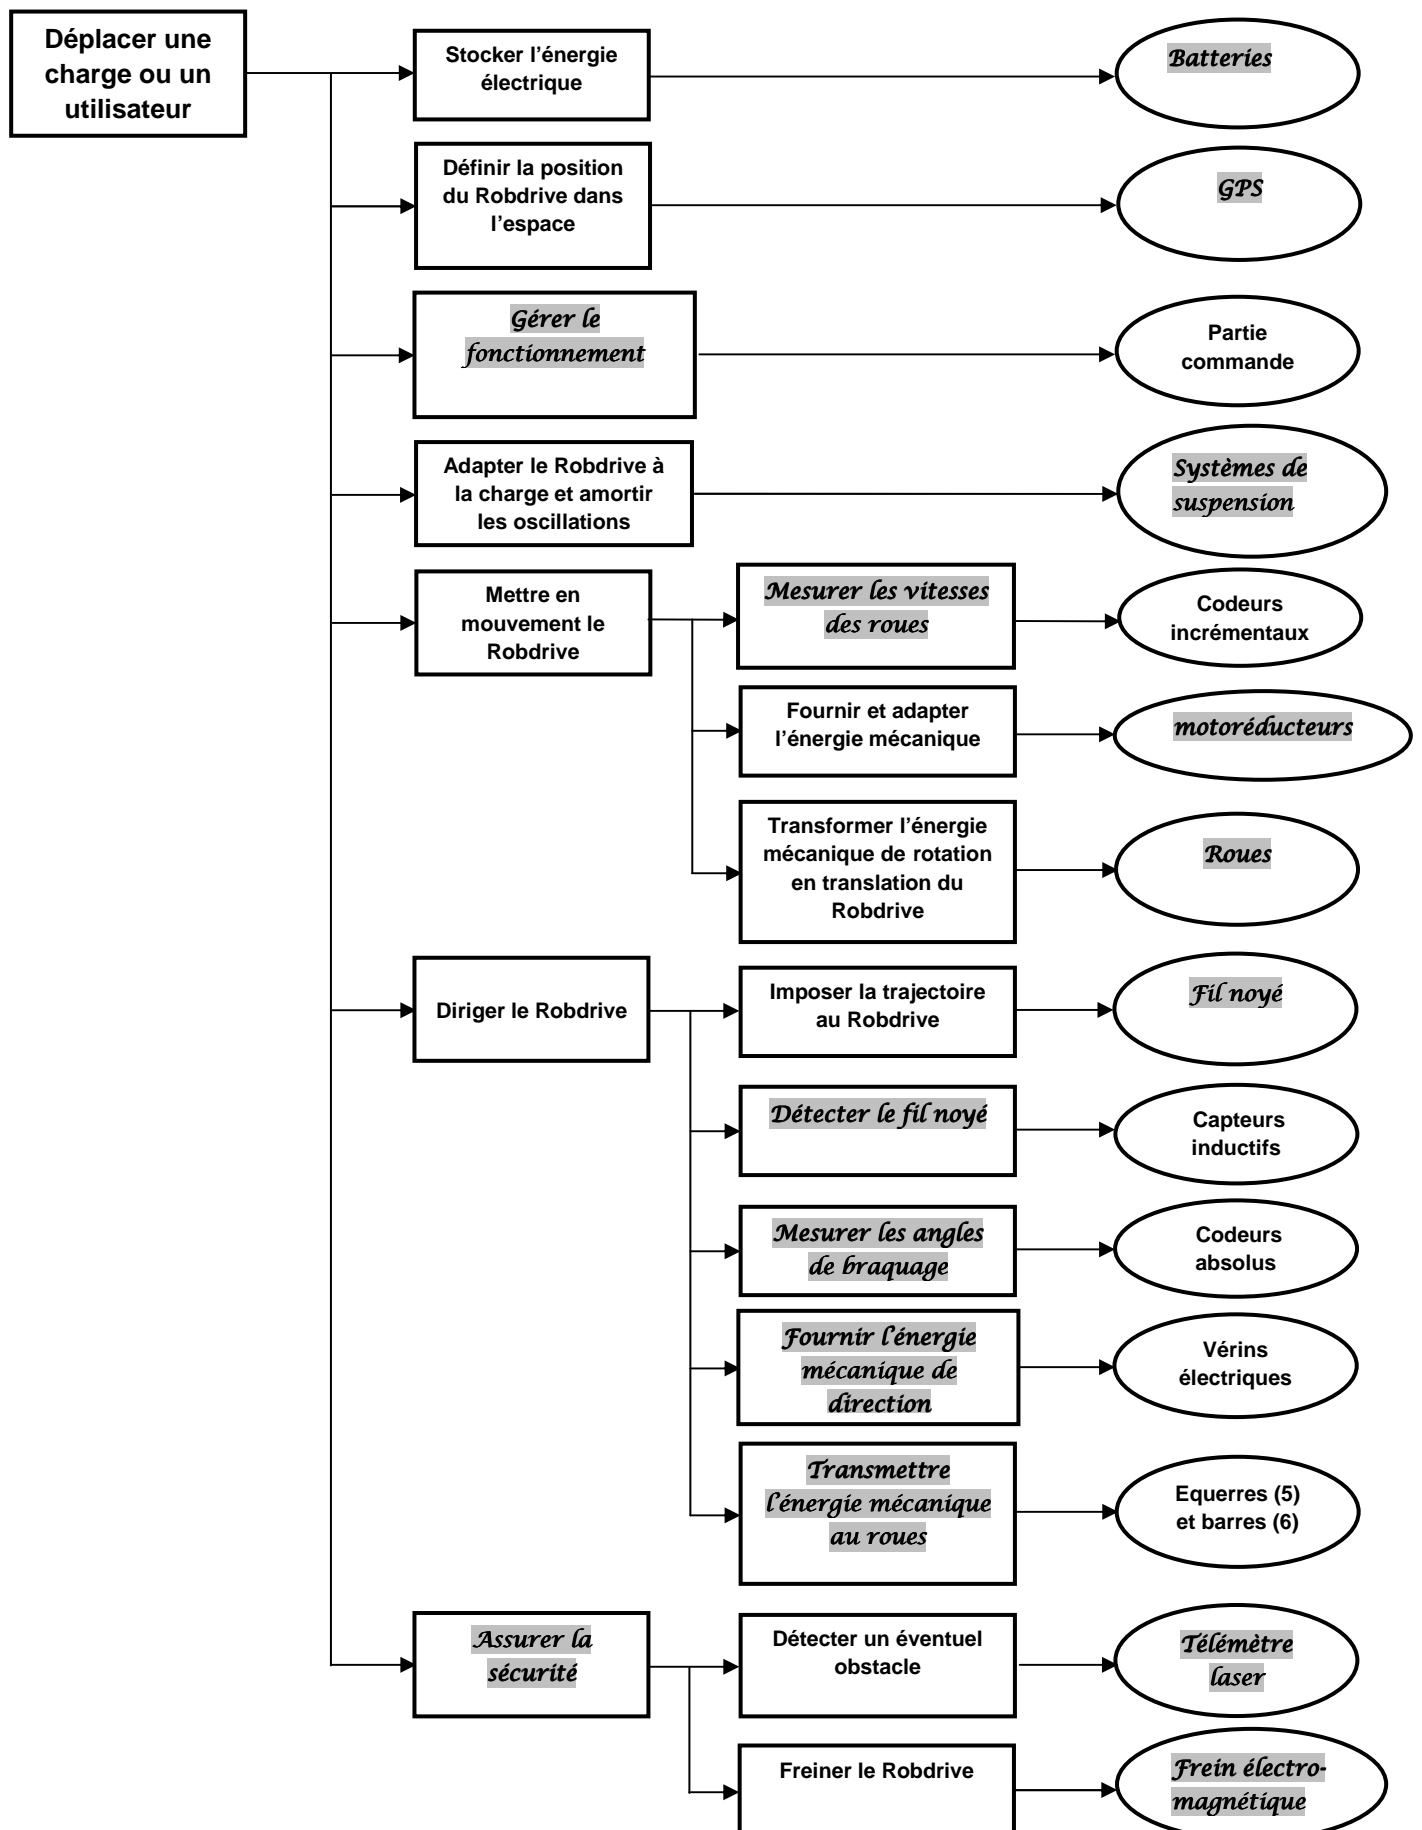 Déplacer une
charge ou un
utilisateur
Stocker l’énergie
électrique
Batteries
Définir la position
du Robdrive dans
l’espace
GPS
Gérer le
fonctionnement
Partie
commande
Adapter le Robdrive à
la charge et amortir
les oscillations
Systèmes de
suspension
Mettre en
mouvement le
Robdrive
Mesurer les vitesses
des roues
Codeurs
incrémentaux
Fournir et adapter
l’énergie mécanique
motoréducteurs
Transformer l’énergie
mécanique de rotation
en translation du
Robdrive
Roues
Diriger le Robdrive
Imposer la trajectoire
au Robdrive
Fil noyé
Détecter le fil noyé
Capteurs
inductifs
Mesurer les angles
de braquage
Codeurs
absolus
Fournir l’énergie
mécanique de
direction
Vérins
électriques
Transmettre
l’énergie mécanique
au roues
Equerres (5)
et barres (6)
Assurer la
sécurité
Détecter un éventuel
obstacle
Télémètre
laser
Freiner le Robdrive
Frein électro-
magnétique